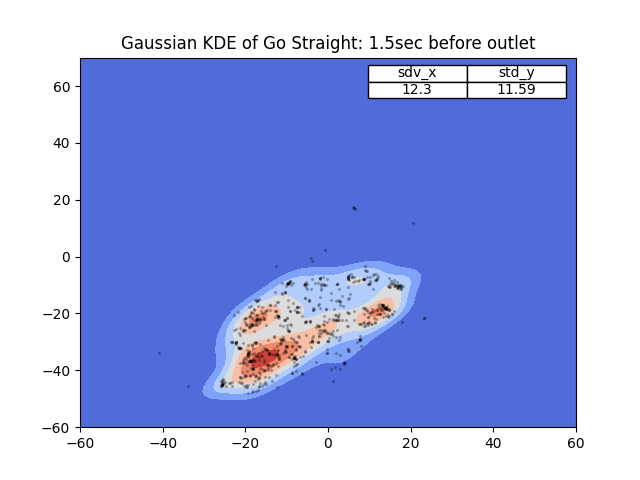 Gaussian KDE of Go Straight: 1.5sec before outlet
sdv_x std_y
12.3 11.59
60
40
20
0
−20
−40
−60
−60 −40 −20 0 20 40 60